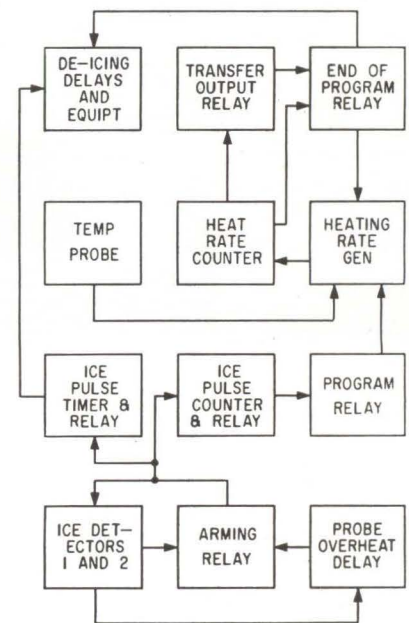 DE-ICING
DELAYS
AND
EQUIPT
TRANSFER
OUTPUT
RELAY
END OF
PROGRAM
RELAY
TEMP
PROBE
HEAT
RATE
COUNTER
HEATING
RATE
GEN
ICE
PULSE
TIMER &
RELAY
ICE
PULSE
COUNTER
& RELAY
PROGRAM
RELAY
ICE DET-
ECTORS
1 AND 2
ARMING
RELAY
PROBE
OVERHEAT
DELAY